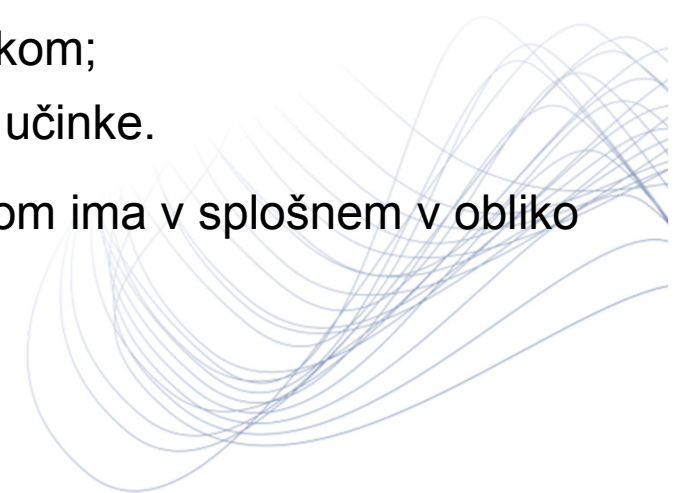 kom;
učinke.
om ima v splošnem v obliko